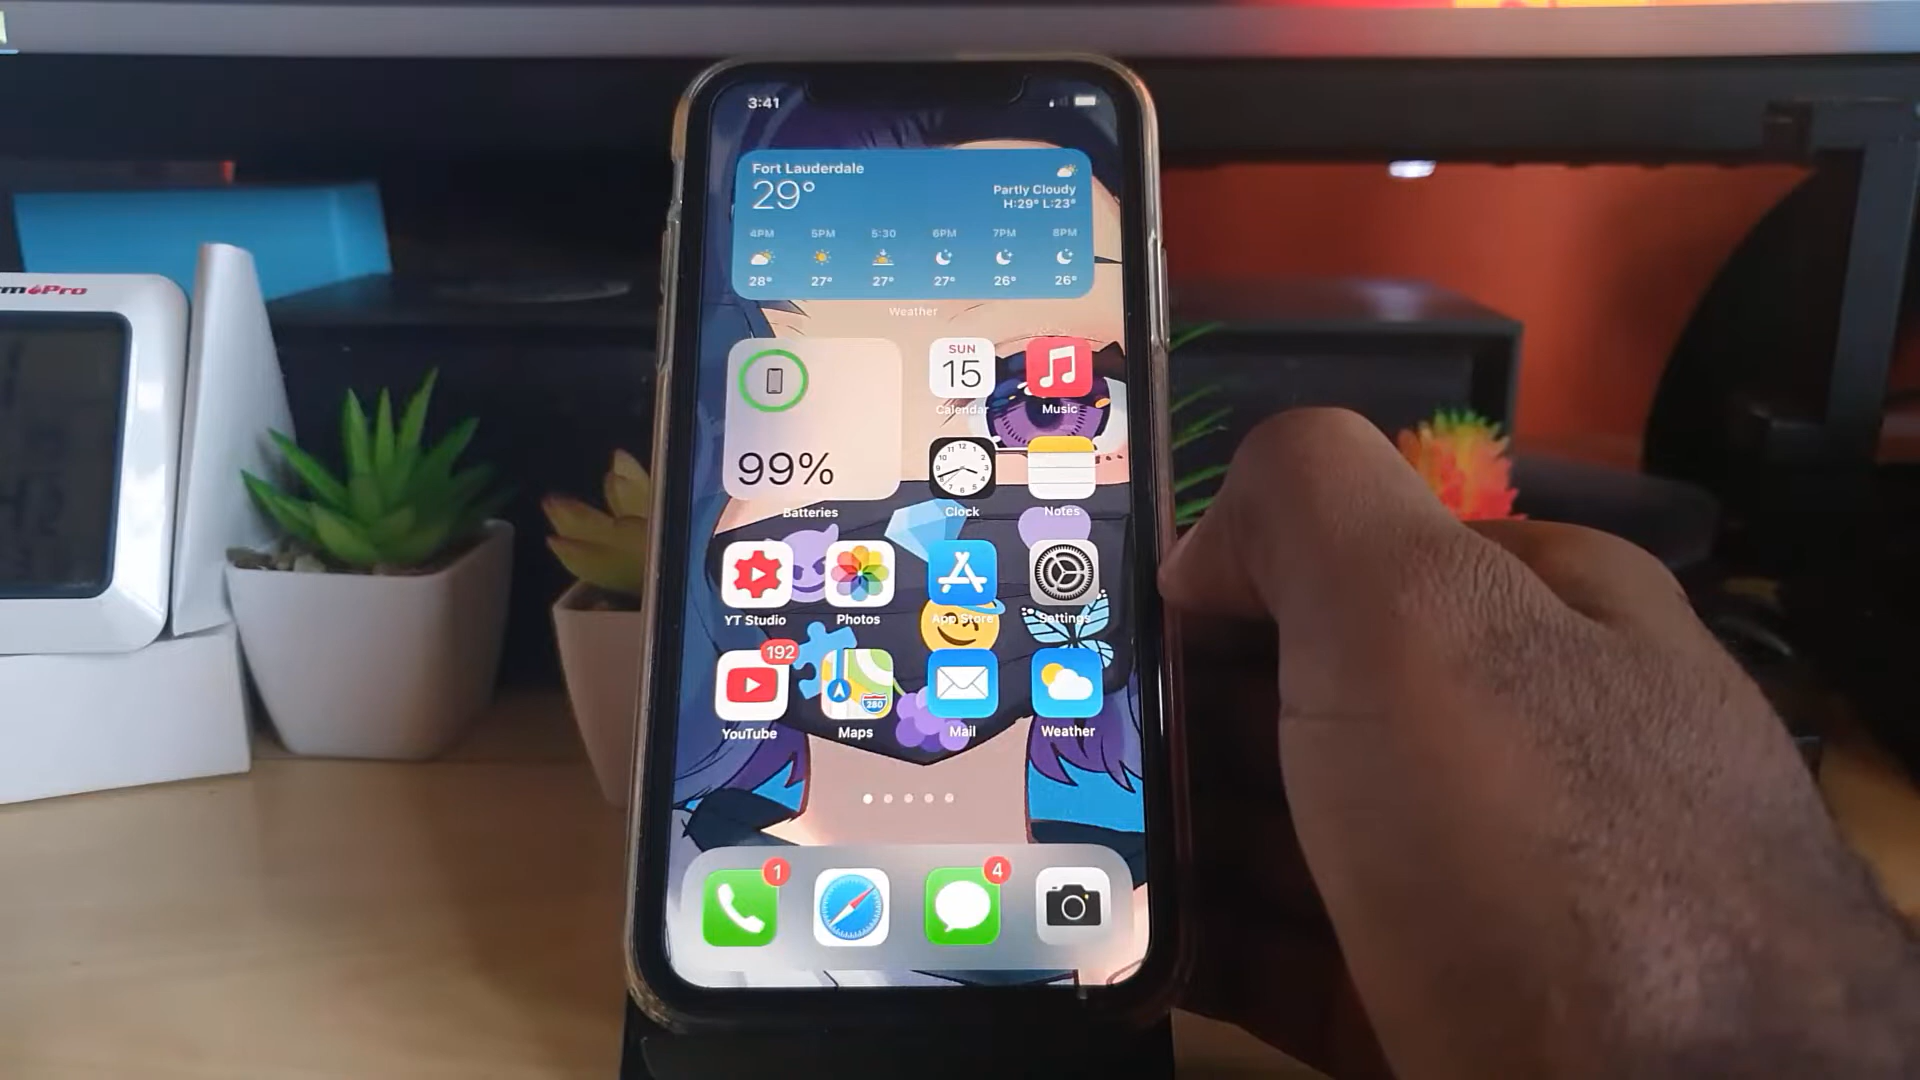 3:41
Fort Lauderdale
29°
Partly Cloudy
H:29° L:23°
4PM 5PM 5:30 6PM 7PM 8PM
28° 27° 27° 27° 26° 26°
Weather
99%
Batteries
SUN
15
Calendar
Music
Clock
Notes
YT Studio
Photos
App Store
Settings
192
280
YouTube
Maps
Mail
Weather
1
4
mPro